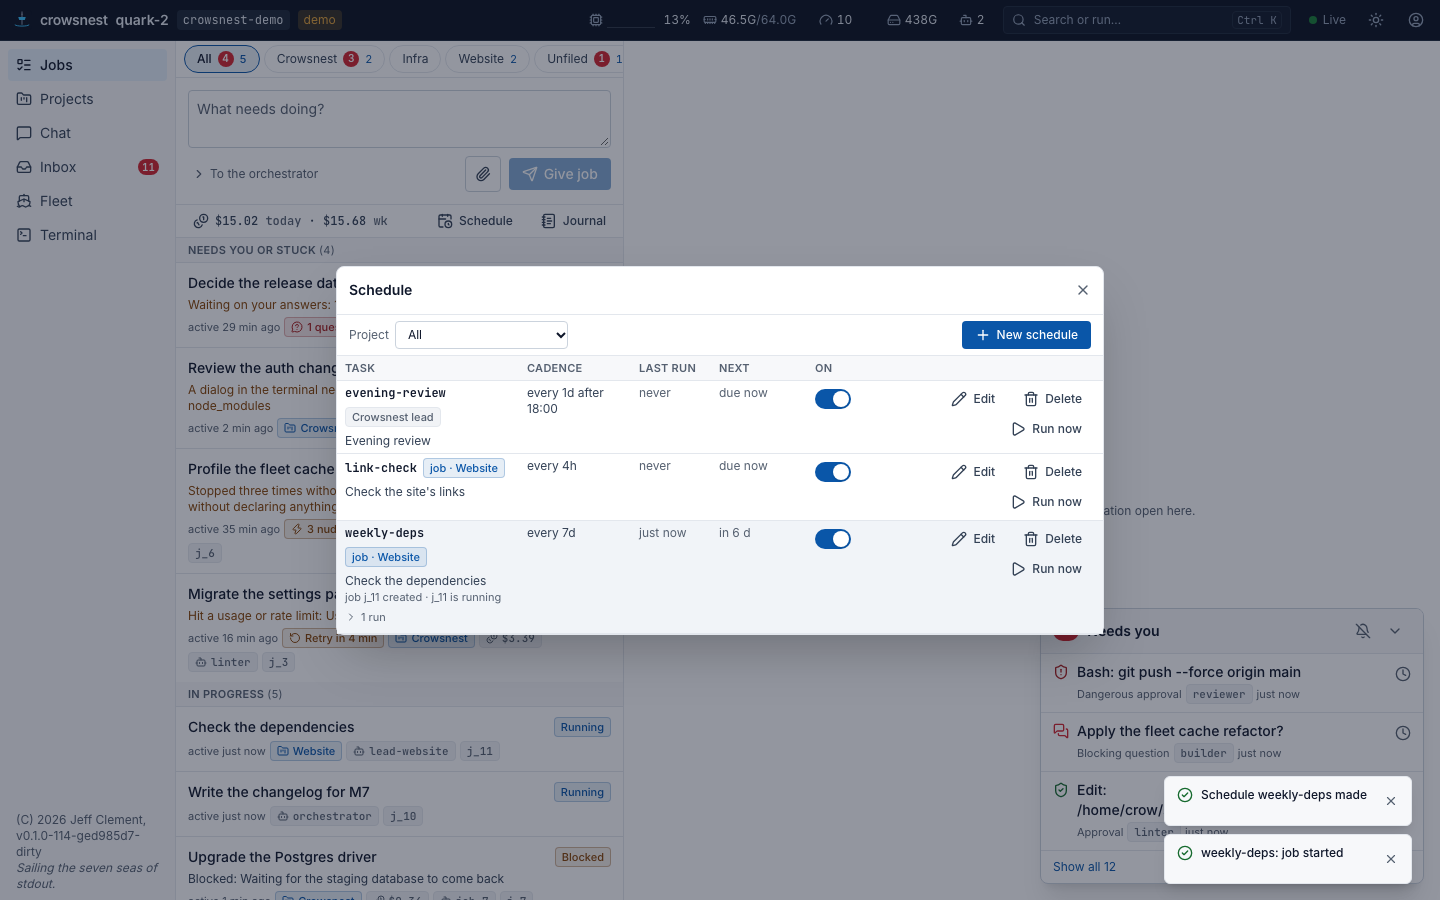 crowsnest quark-2 crowsnest-demo demo
13% 46.5G/64.0G 10 438G 2
Search or run... Ctrl K
Live
Jobs
Projects
Chat
Inbox 11
Fleet
Terminal
(C) 2026 Jeff Clement,
v0.1.0-114-ged985d7-
dirty
Sailing the seven seas of
stdout.
All 4 5 Crowsnest 3 2 Infra Website 2 Unfiled 1 1
What needs doing?
To the orchestrator
Give job
$15.02 today · $15.68 wk Schedule Journal
NEEDS YOU OR STUCK (4)
Decide the release dat
Waiting on your answers:
active 29 min ago 1 que
Review the auth chang
A dialog in the terminal ne
node_modules
active 2 min ago Crows
Profile the fleet cache
Stopped three times witho
without declaring anything
active 35 min ago 3 nud
j_6
Migrate the settings pa
Hit a usage or rate limit: Us
active 16 min ago Retry in 4 min Crowsnest $3.39
linter j_3
IN PROGRESS (5)
Check the dependencies Running
active just now Website lead-website j_11
Write the changelog for M7 Running
active just now orchestrator j_10
Upgrade the Postgres driver Blocked
Blocked: Waiting for the staging database to come back
Schedule
Project All New schedule
TASK CADENCE LAST RUN NEXT ON
evening-review every 1d after 18:00 never due now Edit Delete
Crowsnest lead Run now
Evening review
link-check job · Website every 4h never due now Edit Delete
Check the site's links Run now
weekly-deps every 7d just now in 6 d Edit Delete
job · Website Run now
Check the dependencies
job j_11 created · j_11 is running
1 run
ation open here.
Needs you
Bash: git push --force origin main
Dangerous approval reviewer just now
Apply the fleet cache refactor?
Blocking question builder just now
Edit:
/home/crow/
Approval linter just now
Show all 12
Schedule weekly-deps made
weekly-deps: job started